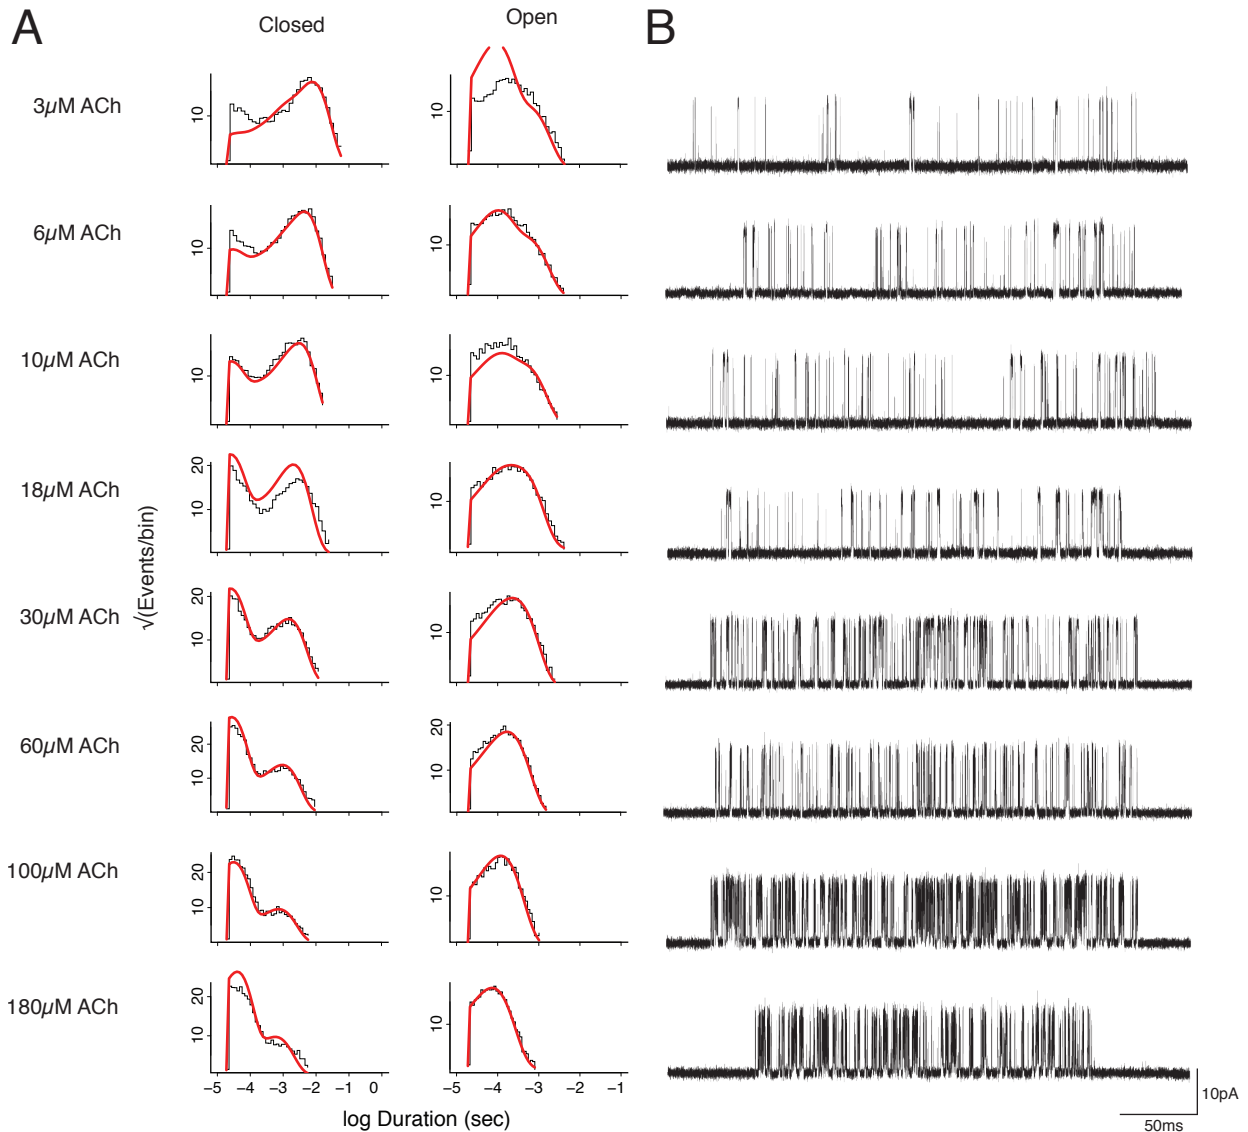 A
Closed
Open
B
3µM ACh
10
10
6µM ACh
10
10
10µM ACh
10
10
18µM ACh
10 20
10
30µM ACh
10 20
10
60µM ACh
10 20
10 20
100µM ACh
10 20
10
180µM ACh
10 20
10
√(Events/bin)
−5 −4 −3 −2 −1 0
−5 −4 −3 −2 −1
log Duration (sec)
10pA
50ms